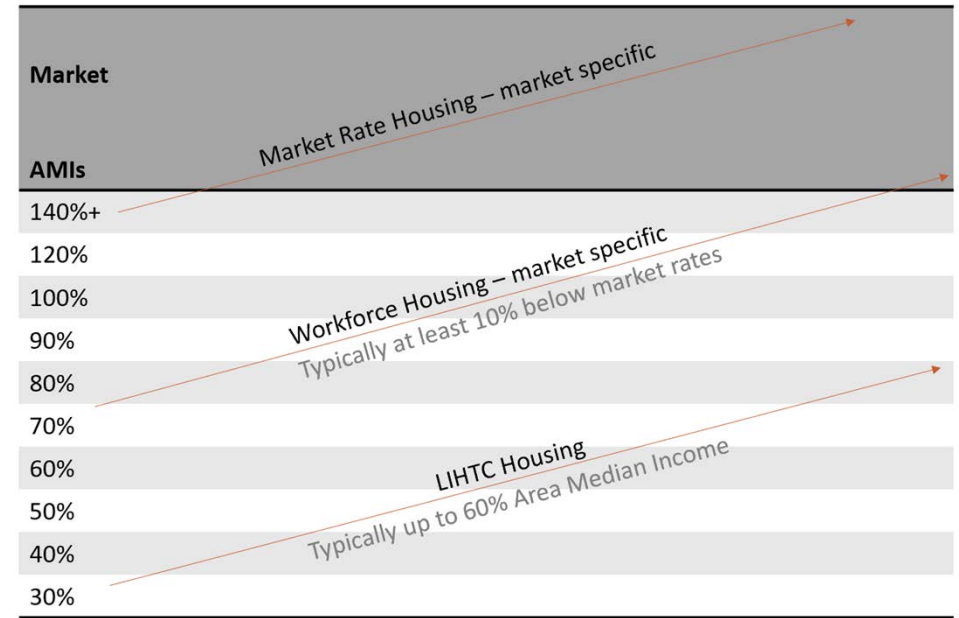 Market
Market Rate Housing – market specific
AMIs
140%+
120%
Workforce Housing – market specific
Typically at least 10% below market rates
100%
90%
80%
70%
LIHTC Housing
Typically up to 60% Area Median Income
60%
50%
40%
30%